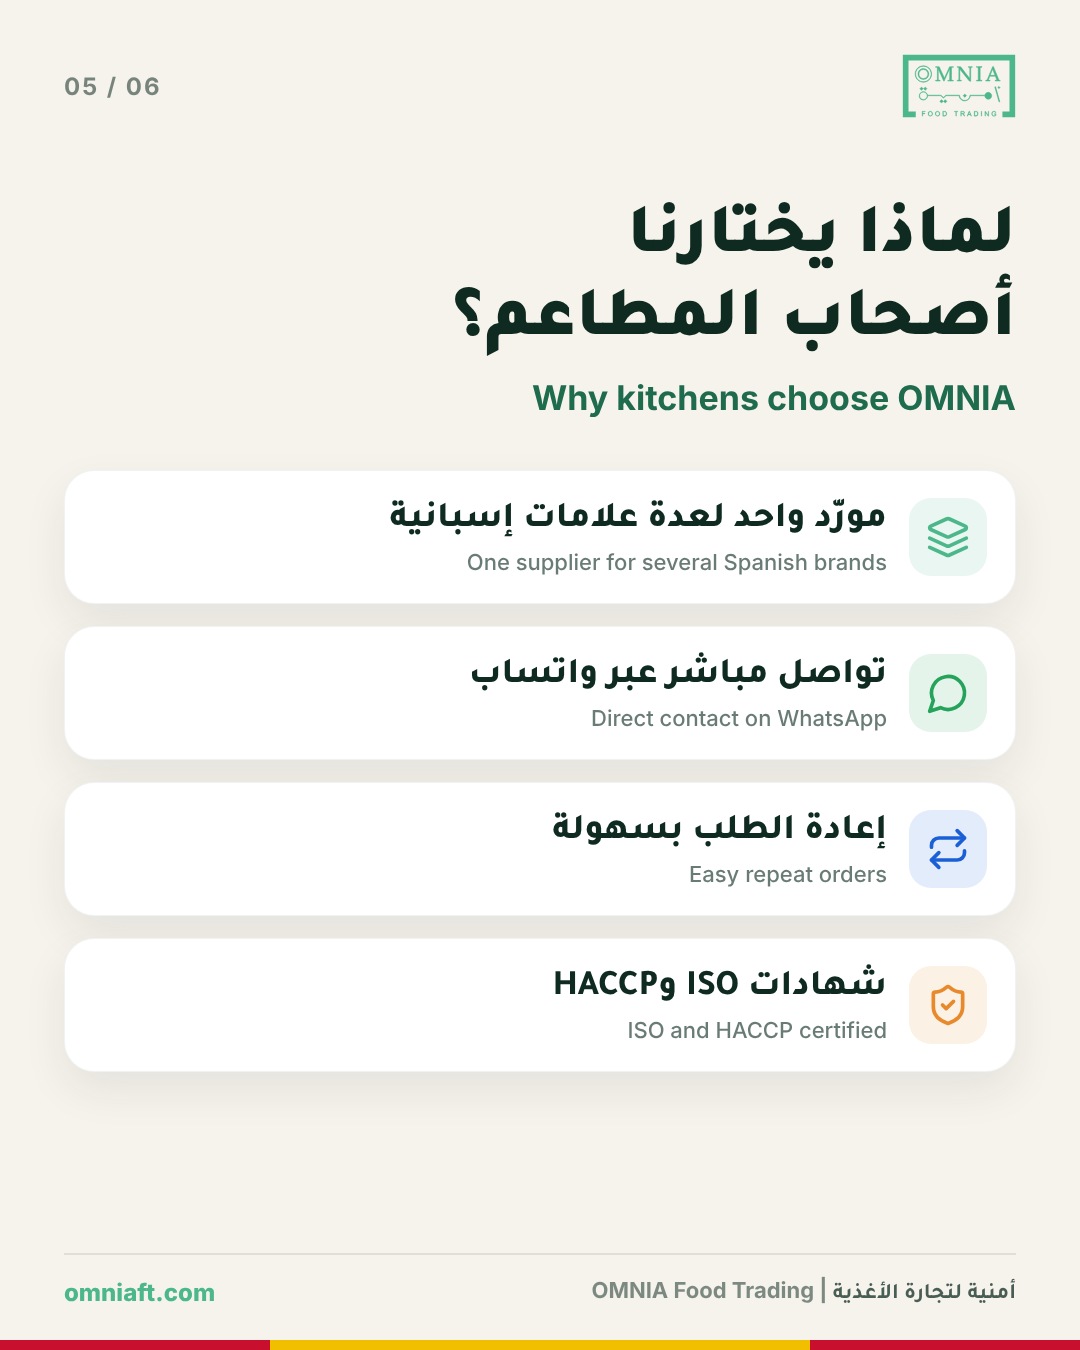 05 / 06
OMNIA
أمنية
FOOD TRADING
لماذا يختارنا
أصحاب المطاعم؟
Why kitchens choose OMNIA
مورّد واحد لعدة علامات إسبانية
One supplier for several Spanish brands
تواصل مباشر عبر واتساب
Direct contact on WhatsApp
إعادة الطلب بسهولة
Easy repeat orders
شهادات ISO وHACCP
ISO and HACCP certified
omniaft.com
أمنية لتجارة الأغذية | OMNIA Food Trading